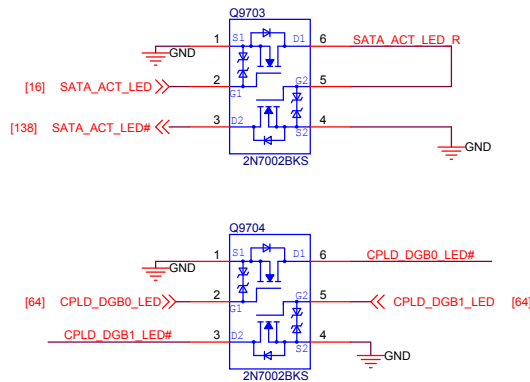 Q9703
1 S1 D1 6 SATA_ACT_LED_R
GND
[16] SATA_ACT_LED 2 G1 G2 5
[138] SATA_ACT_LED# 3 D2 S2 4
GND
2N7002BKS
Q9704
1 S1 D1 6 CPLD_DGB0_LED#
GND
[64] CPLD_DGB0_LED 2 G1 G2 5 CPLD_DGB1_LED [64]
CPLD_DGB1_LED# 3 D2 S2 4
GND
2N7002BKS